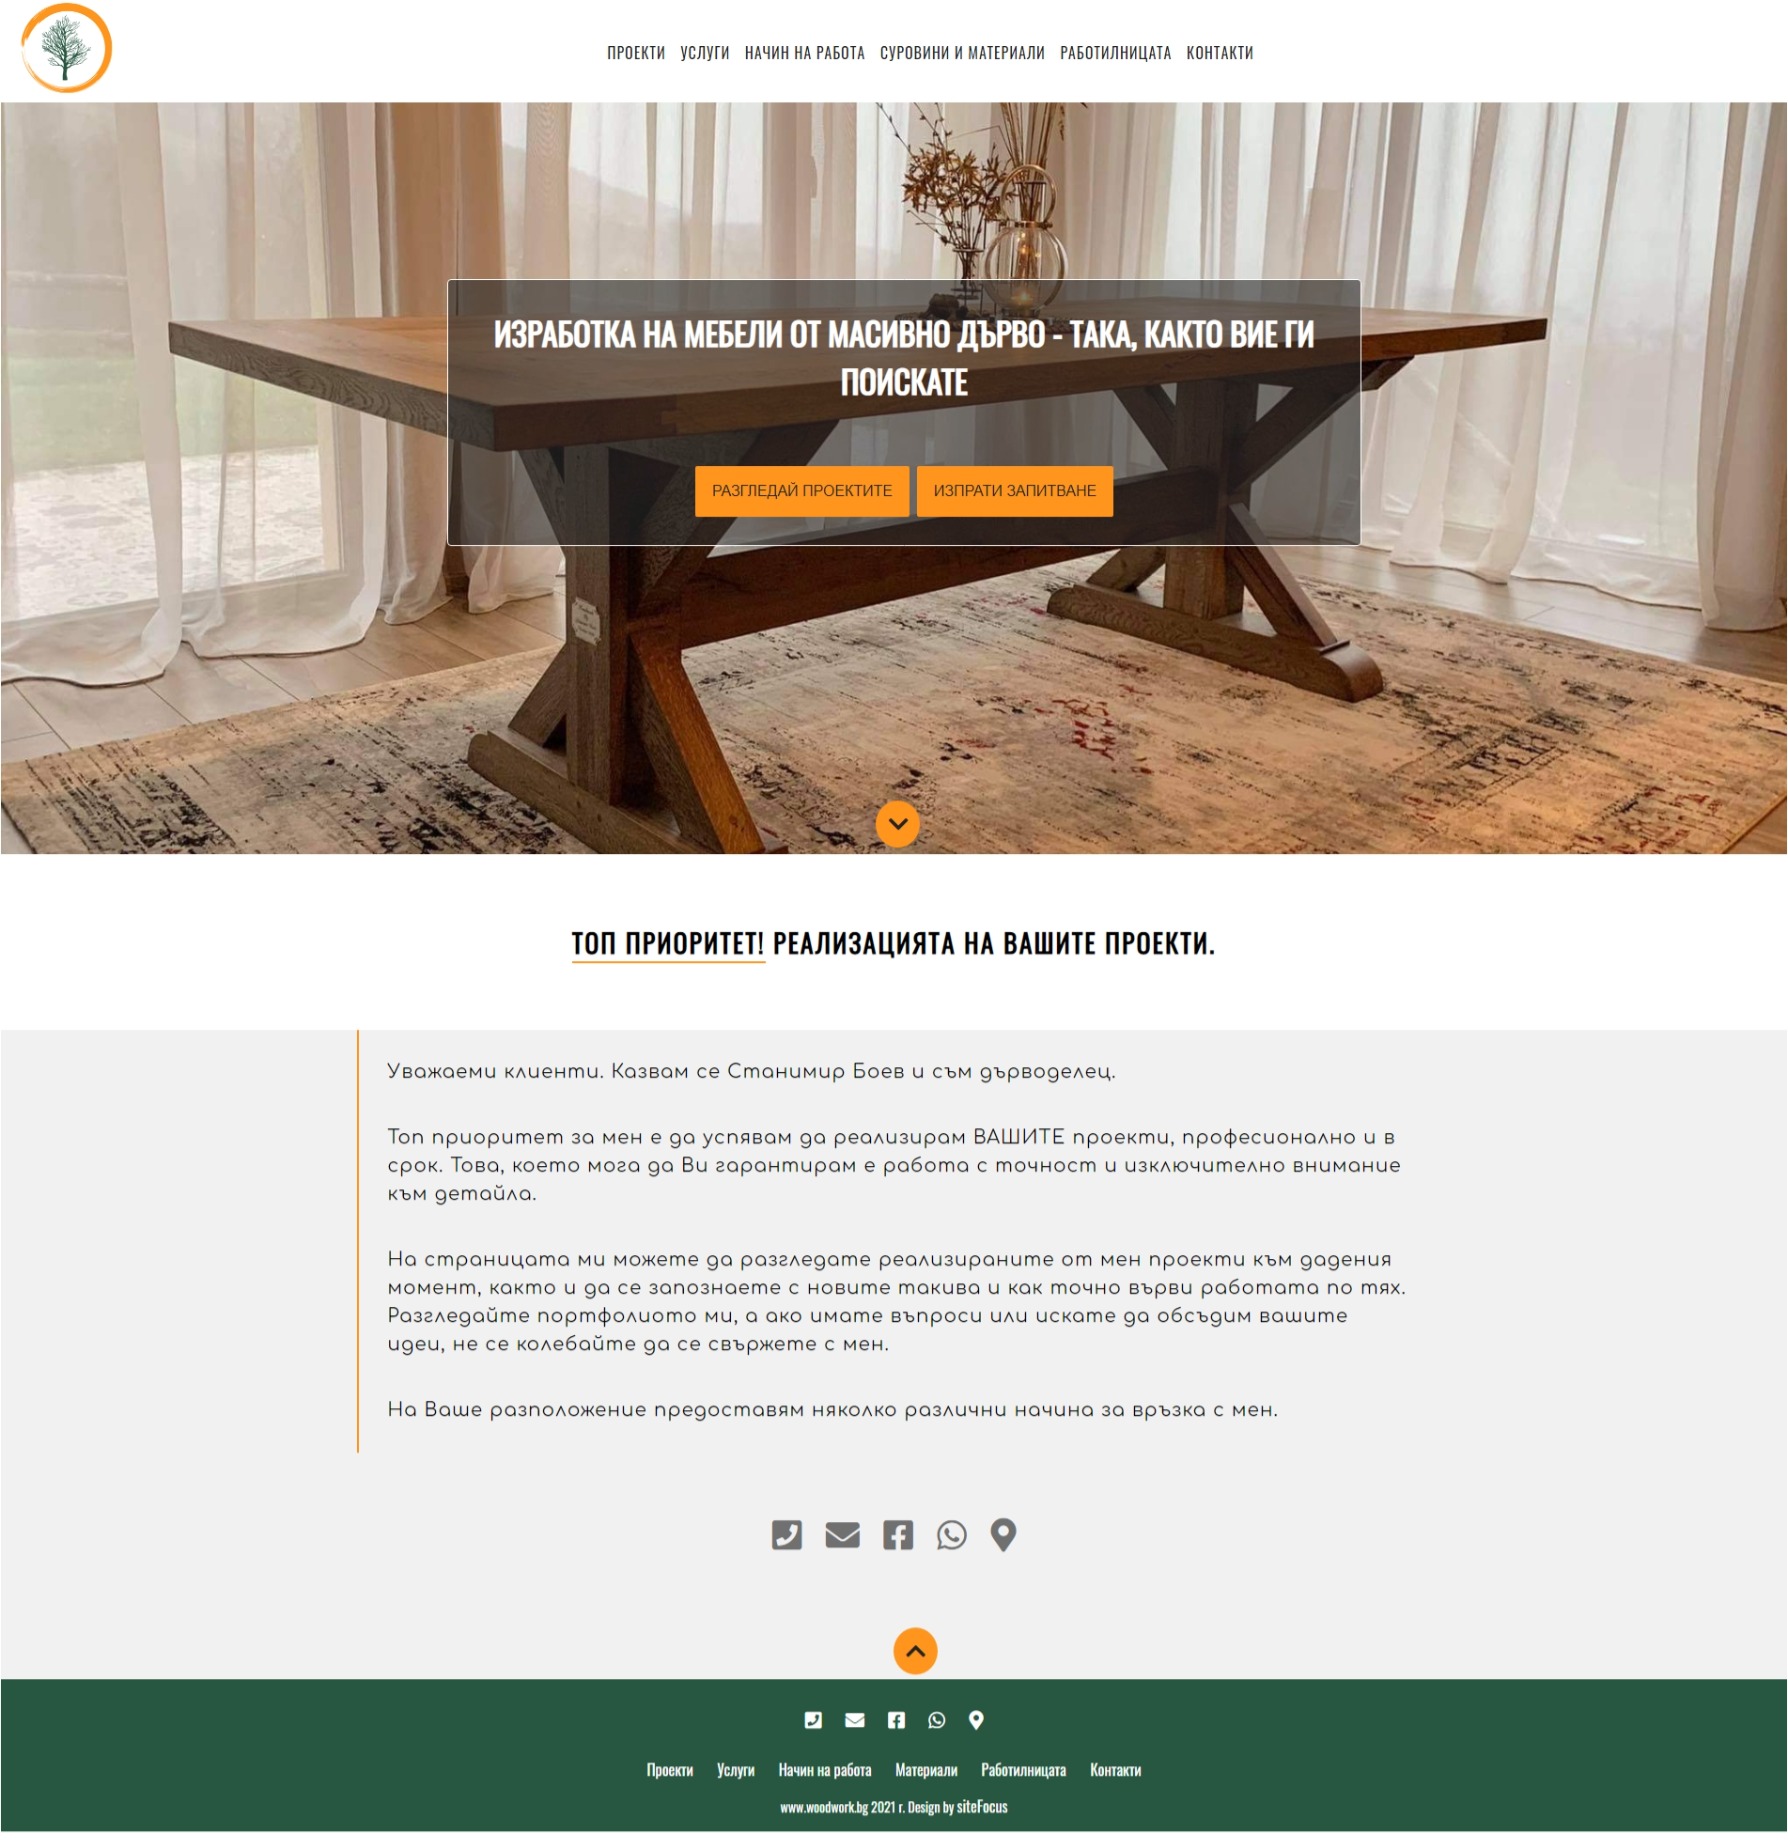 ПРОЕКТИ УСЛУГИ НАЧИН НА РАБОТА СУРОВИНИ И МАТЕРИАЛИ РАБОТИЛНИЦАТА КОНТАКТИ
ИЗРАБОТКА НА МЕБЕЛИ ОТ МАСИВНО ДЪРВО - ТАКА, КАКТО ВИЕ ГИ
ПОИСКАТЕ
РАЗГЛЕДАЙ ПРОЕКТИТЕ ИЗПРАТИ ЗАПИТВАНЕ
ТОП ПРИОРИТЕТ! РЕАЛИЗАЦИЯТА НА ВАШИТЕ ПРОЕКТИ.
Уважаеми клиенти. Казвам се Станимир Боев и съм дърводелец.
Топ приоритет за мен е да успявам да реализирам ВАШИТЕ проекти, професионално и в
срок. Това, което мога да Ви гарантирам е работа с точност и изключително внимание
към детайла.
На страницата ми можете да разгледате реализираните от мен проекти към дадения
момент, както и да се запознаете с новите такива и как точно върви работата по тях.
Разгледайте портфолиото ми, а ако имате въпроси или искате да обсъдим вашите
идеи, не се колебайте да се свържете с мен.
На Ваше разположение предоставям няколко различни начина за връзка с мен.
Проекти Услуги Начин на работа Материали Работилницата Контакти
www.woodwork.bg 2021 г. Design by siteFocus